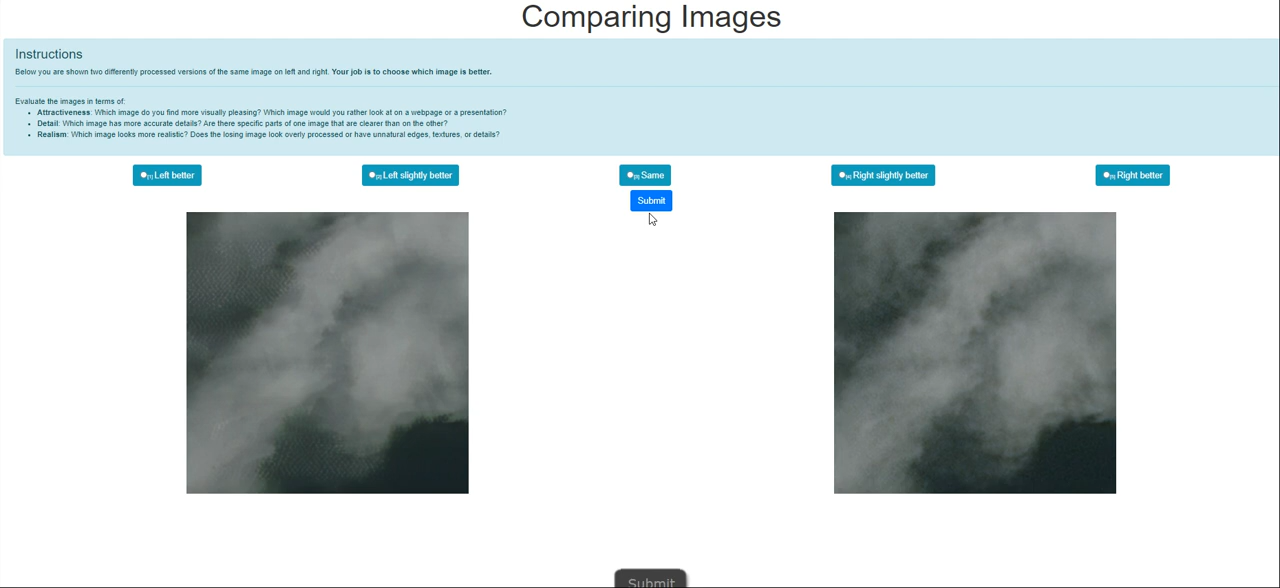 Comparing Images
Instructions
Below you are shown two differently processed versions of the same image on left and right. Your job is to choose which image is better.
Evaluate the images in terms of:
Attractiveness: Which image do you find more visually pleasing? Which image would you rather look at on a webpage or a presentation?
Detail: Which image has more accurate details? Are there specific parts of one image that are clearer than on the other?
Realism: Which image looks more realistic? Does the losing image look overly processed or have unnatural edges, textures, or details?
[1] Left better [2] Left slightly better [3] Same [4] Right slightly better [5] Right better
Submit
Submit